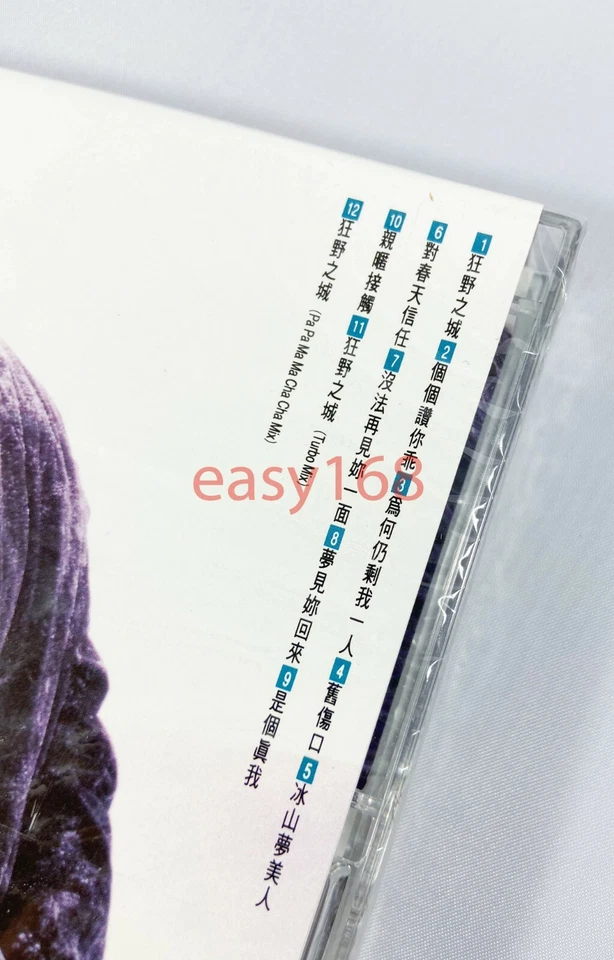 1 狂野之城 2 個個讚你乖 3 為何仍剩我一人 4 舊傷口 5 冰山夢美人
6 對春天信任 7 沒法再見妳一面 8 夢見妳回來 9 是個眞我
10 親暱接觸 11 狂野之城 (Turbo Mix)
12 狂野之城 (Pa Pa Ma Ma Cha Cha Mix)
easy168